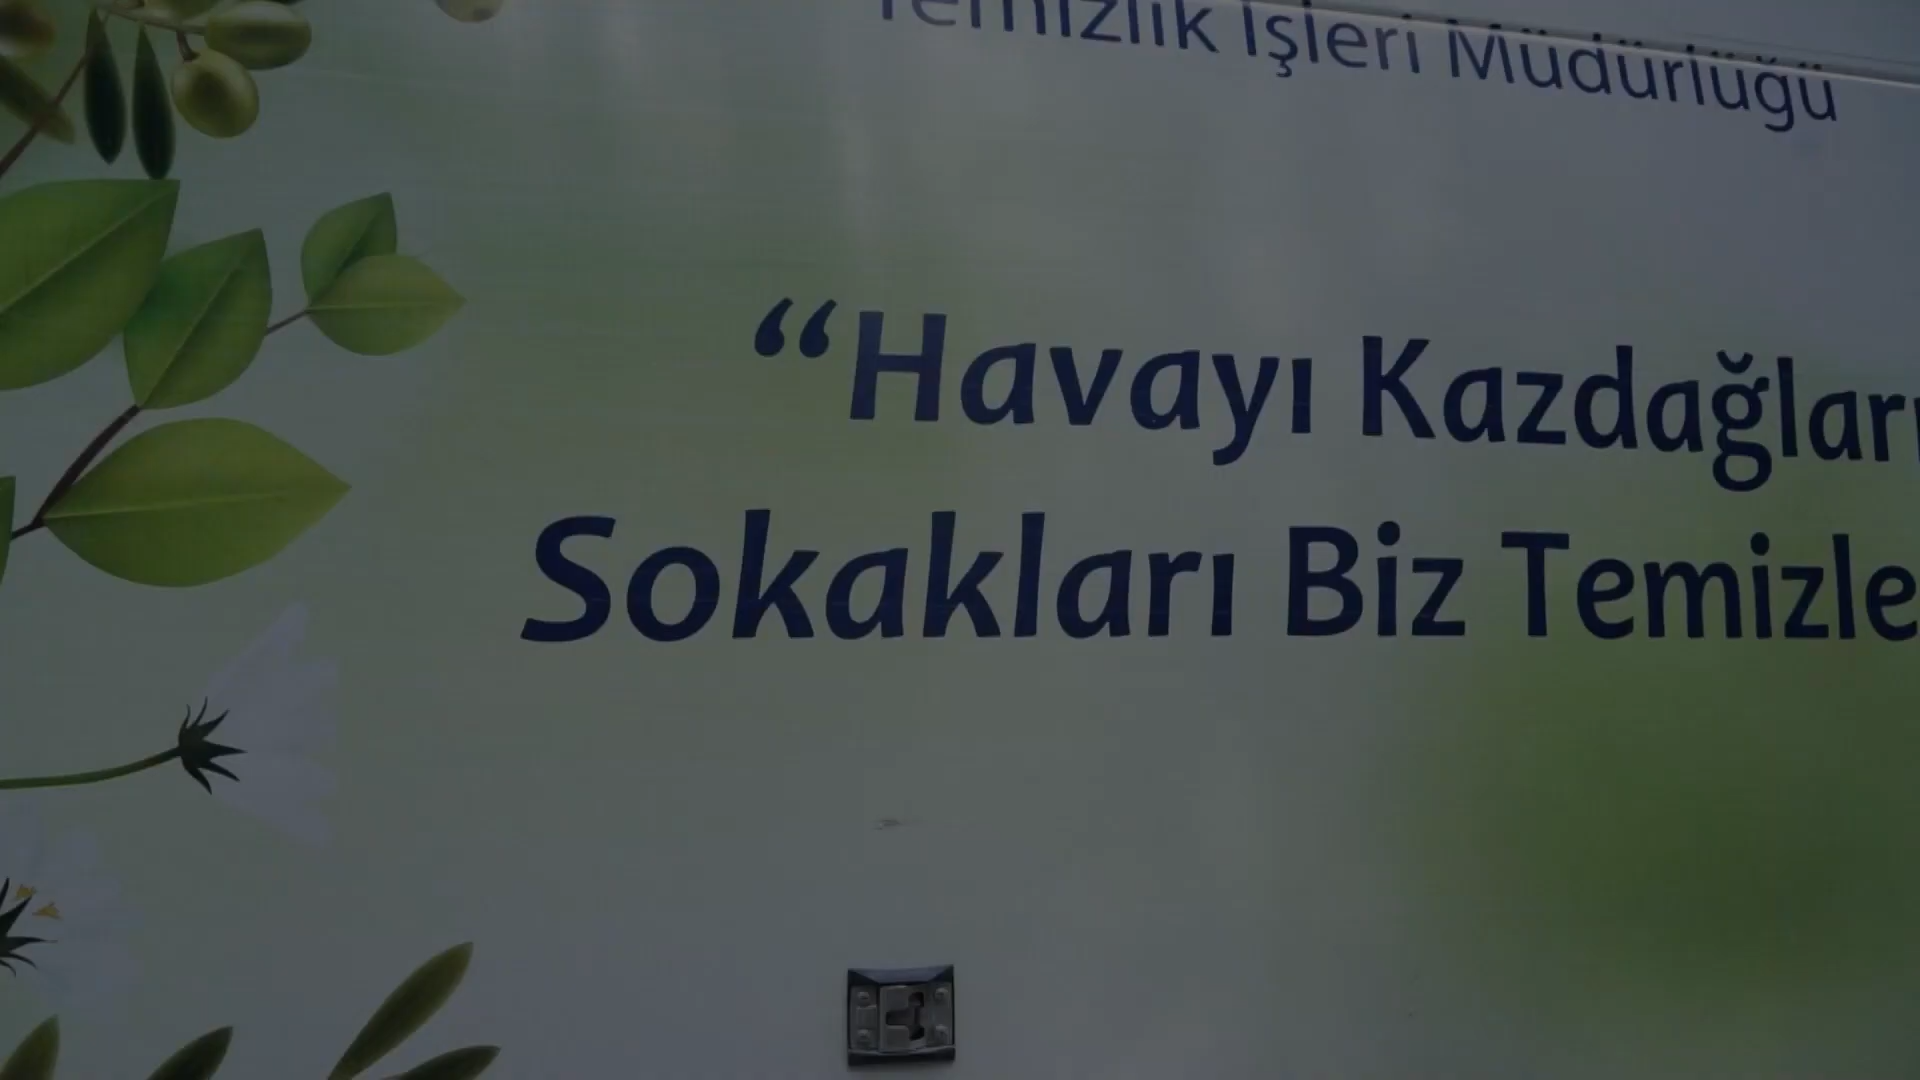 Temizlik İşleri Müdürlüğü
“Havayı Kazdağları
Sokakları Biz Temizle